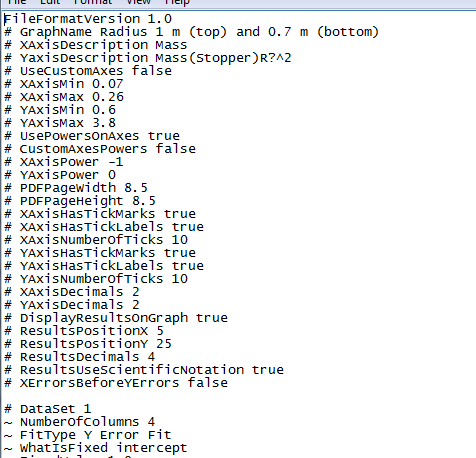 File Edit Format View Help
FileFormatVersion 1.0
# GraphName Radius 1 m (top) and 0.7 m (bottom)
# XAxisDescription Mass
# YaxisDescription Mass(Stopper)R?^2
# UseCustomAxes false
# XAxisMin 0.07
# XAxisMax 0.26
# YAxisMin 0.6
# YAxisMax 3.8
# UsePowersOnAxes true
# CustomAxesPowers false
# XAxisPower -1
# YAxisPower 0
# PDFPageWidth 8.5
# PDFPageHeight 8.5
# XAxisHasTickMarks true
# XAxisHasTickLabels true
# XAxisNumberOfTicks 10
# YAxisHasTickMarks true
# YAxisHasTickLabels true
# YAxisNumberOfTicks 10
# XAxisDecimals 2
# YAxisDecimals 2
# DisplayResultsOnGraph true
# ResultsPositionX 5
# ResultsPositionY 25
# ResultsDecimals 4
# ResultsUseScientificNotation true
# XErrorsBeforeYErrors false
# DataSet 1
~ NumberOfColumns 4
~ FitType Y Error Fit
~ WhatIsFixed intercept